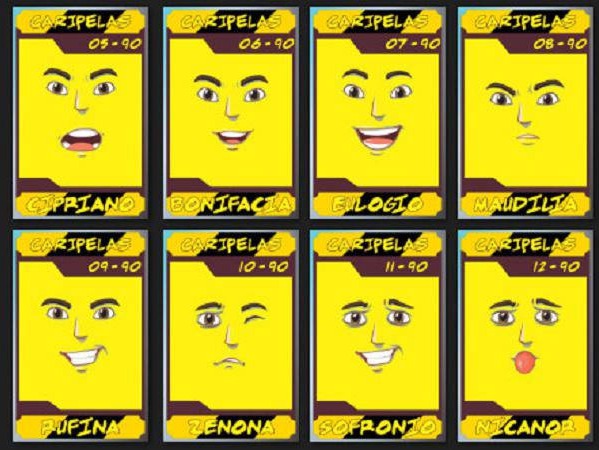 CARIPELAS
05-90
CIPRIANO
CARIPELAS
06-90
BONIFACIA
CARIPELAS
07-90
EULOGIO
CARIPELAS
08-90
MAUDILIA
CARIPELAS
09-90
RUFINA
CARIPELAS
10-90
ZENONA
CARIPELAS
11-90
SOFRONIO
CARIPELAS
12-90
NICANOR